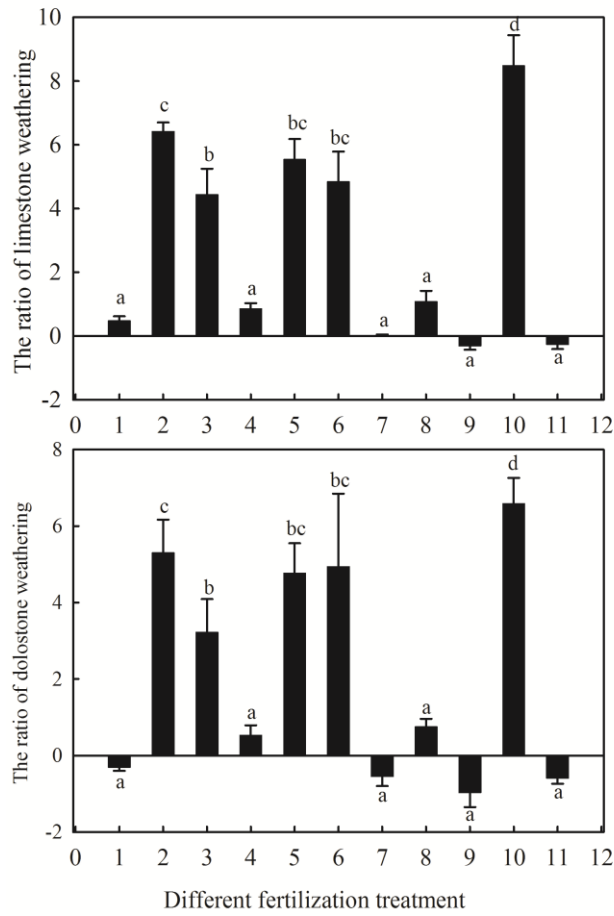 The ratio of limestone weathering
10
8
6
4
2
0
-2
a
c
b
a
bc
bc
a
a
a
d
a
0 1 2 3 4 5 6 7 8 9 10 11 12
The ratio of dolostone weathering
8
6
4
2
0
-2
a
c
b
a
bc
bc
a
a
a
d
a
0 1 2 3 4 5 6 7 8 9 10 11 12
Different fertilization treatment